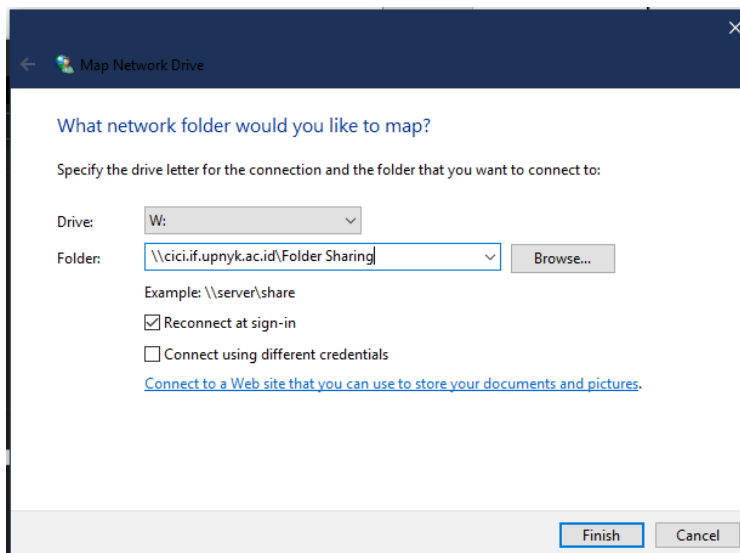 Map Network Drive
What network folder would you like to map?
Specify the drive letter for the connection and the folder that you want to connect to:
Drive: W:
Folder: \\cici.if.upnyk.ac.id\Folder Sharing Browse...
Example: \\server\share
Reconnect at sign-in
Connect using different credentials
Connect to a Web site that you can use to store your documents and pictures.
Finish Cancel